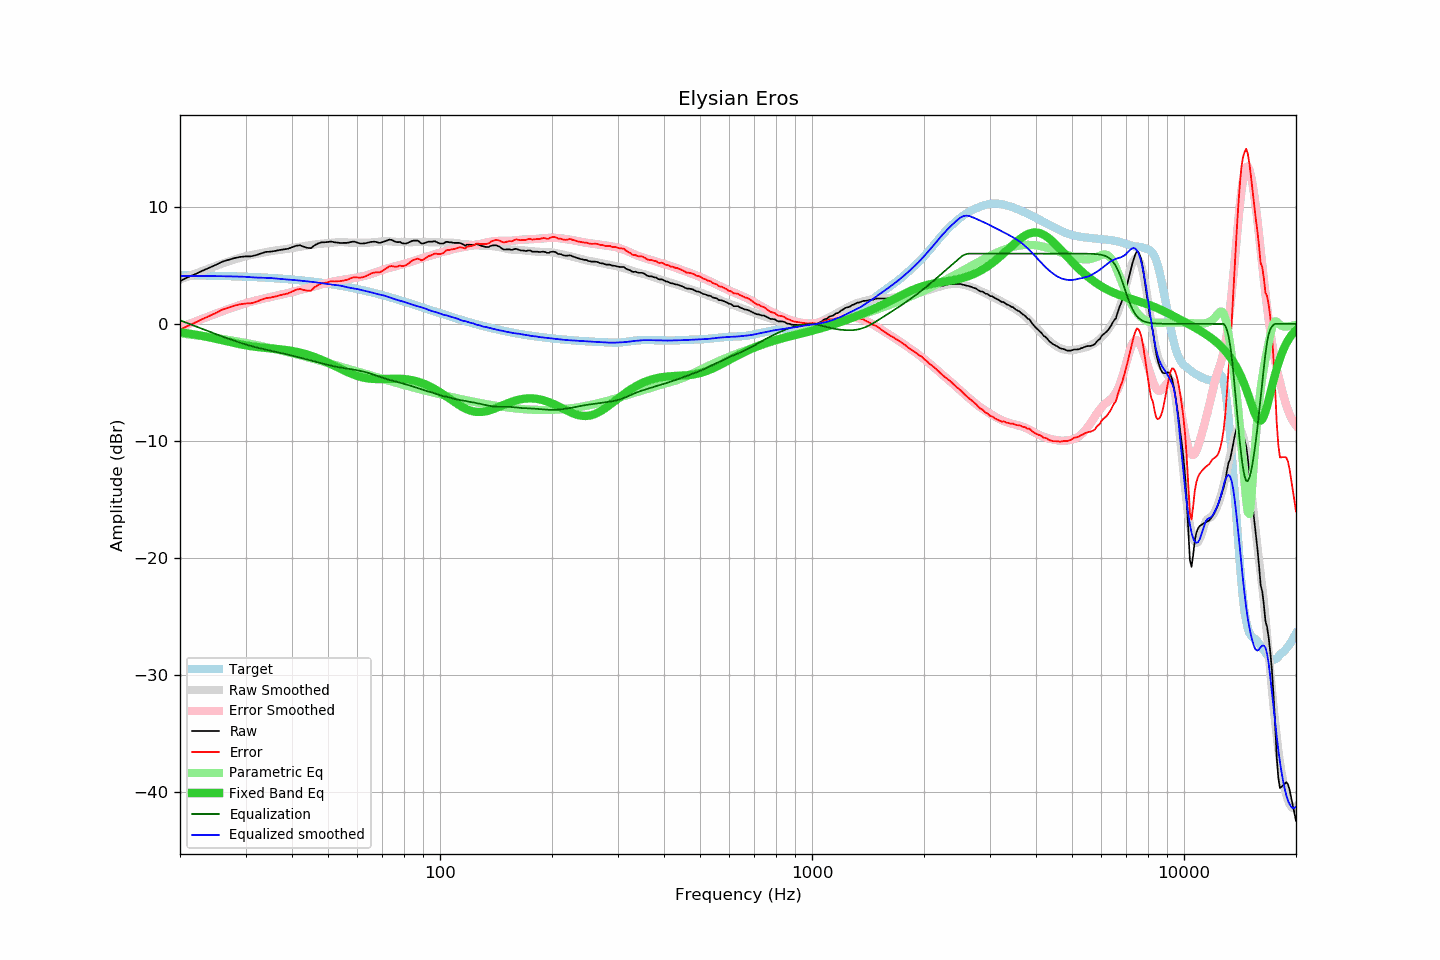 Elysian Eros
10
0
−10
−20
−30
−40
Amplitude (dBr)
Target
Raw Smoothed
Error Smoothed
Raw
Error
Parametric Eq
Fixed Band Eq
Equalization
Equalized smoothed
100
1000
10000
Frequency (Hz)